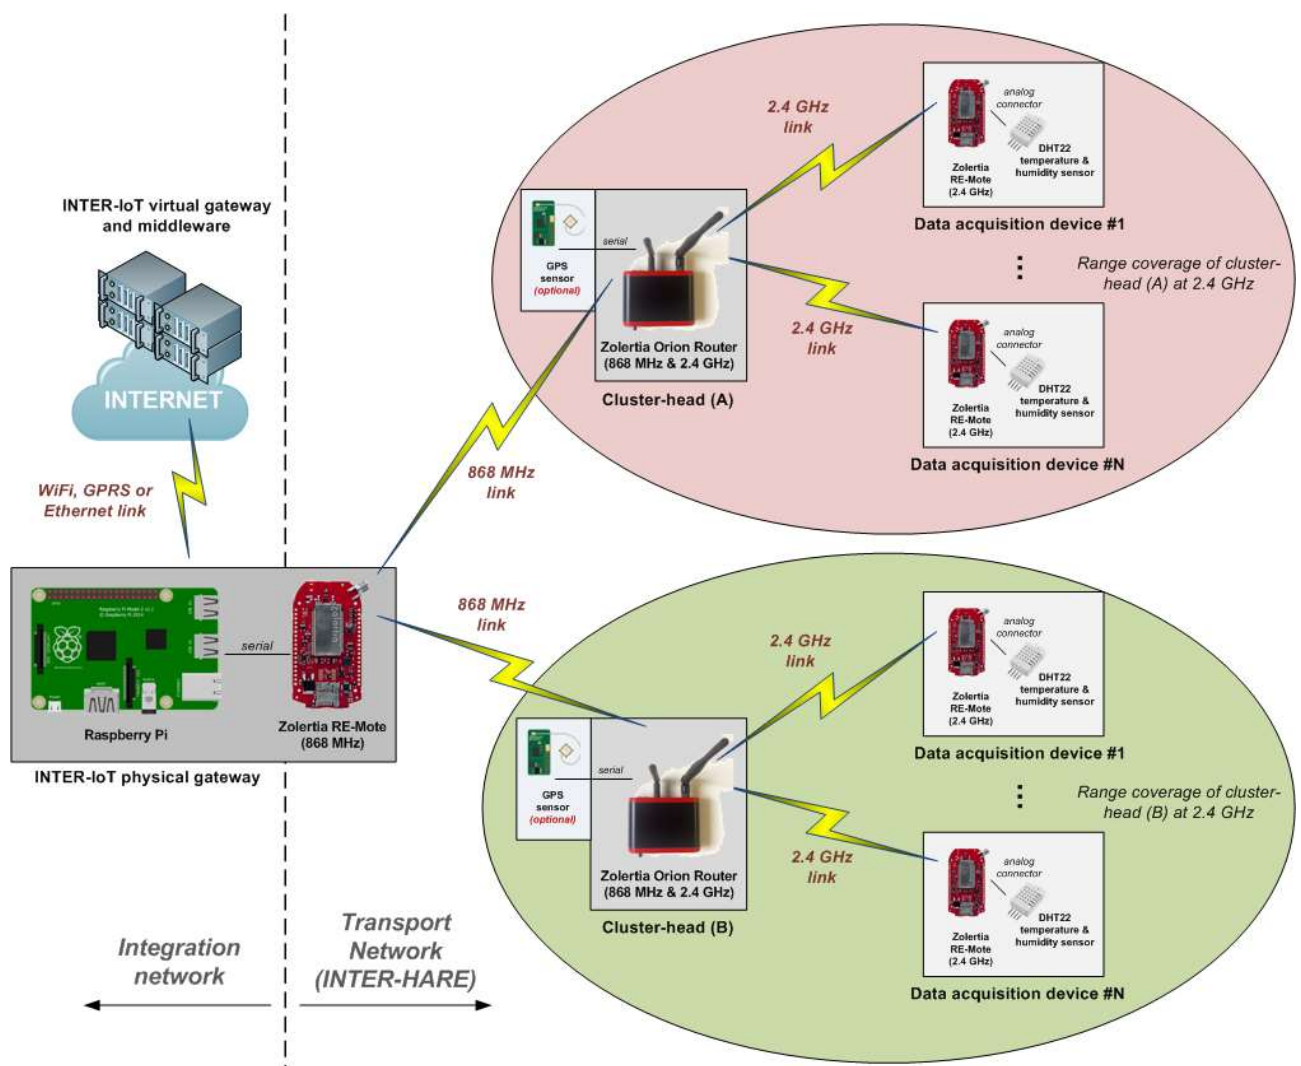 INTER-IoT virtual gateway
and middleware
INTERNET
WiFi, GPRS or
Ethernet link
Raspberry Pi
serial
Zolertia RE-Mote
(868 MHz)
INTER-IoT physical gateway
Integration
network
Transport
Network
(INTER-HARE)
868 MHz
link
868 MHz
link
GPS
sensor
(optional)
serial
Zolertia Orion Router
(868 MHz & 2.4 GHz)
Cluster-head (A)
2.4 GHz
link
2.4 GHz
link
analog
connector
DHT22
temperature &
humidity sensor
Zolertia
RE-Mote
(2.4 GHz)
Data acquisition device #1
...
Range coverage of cluster-
head (A) at 2.4 GHz
analog
connector
DHT22
temperature &
humidity sensor
Zolertia
RE-Mote
(2.4 GHz)
Data acquisition device #N
GPS
sensor
(optional)
serial
Zolertia Orion Router
(868 MHz & 2.4 GHz)
Cluster-head (B)
2.4 GHz
link
2.4 GHz
link
analog
connector
DHT22
temperature &
humidity sensor
Zolertia
RE-Mote
(2.4 GHz)
Data acquisition device #1
...
Range coverage of cluster-
head (B) at 2.4 GHz
analog
connector
DHT22
temperature &
humidity sensor
Zolertia
RE-Mote
(2.4 GHz)
Data acquisition device #N